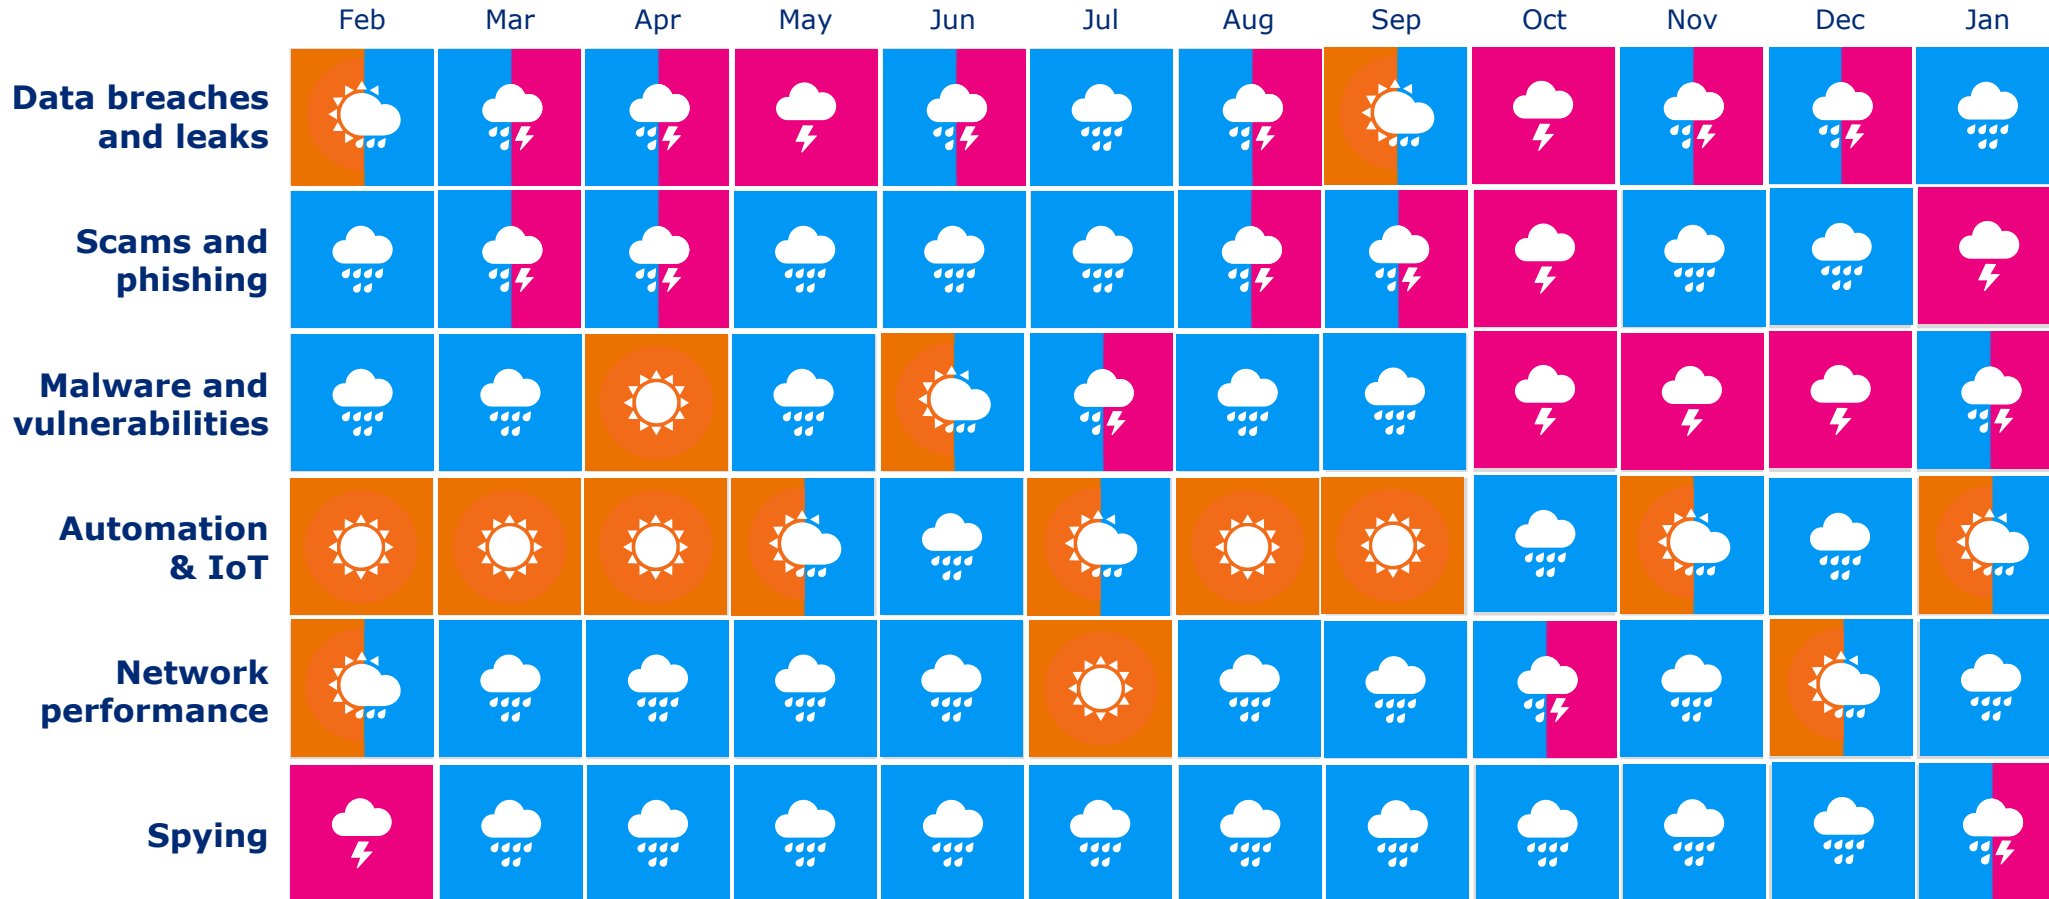 Feb Mar Apr May Jun Jul Aug Sep Oct Nov Dec Jan
Data breaches
and leaks
Scams and
phishing
Malware and
vulnerabilities
Automation
& IoT
Network
performance
Spying